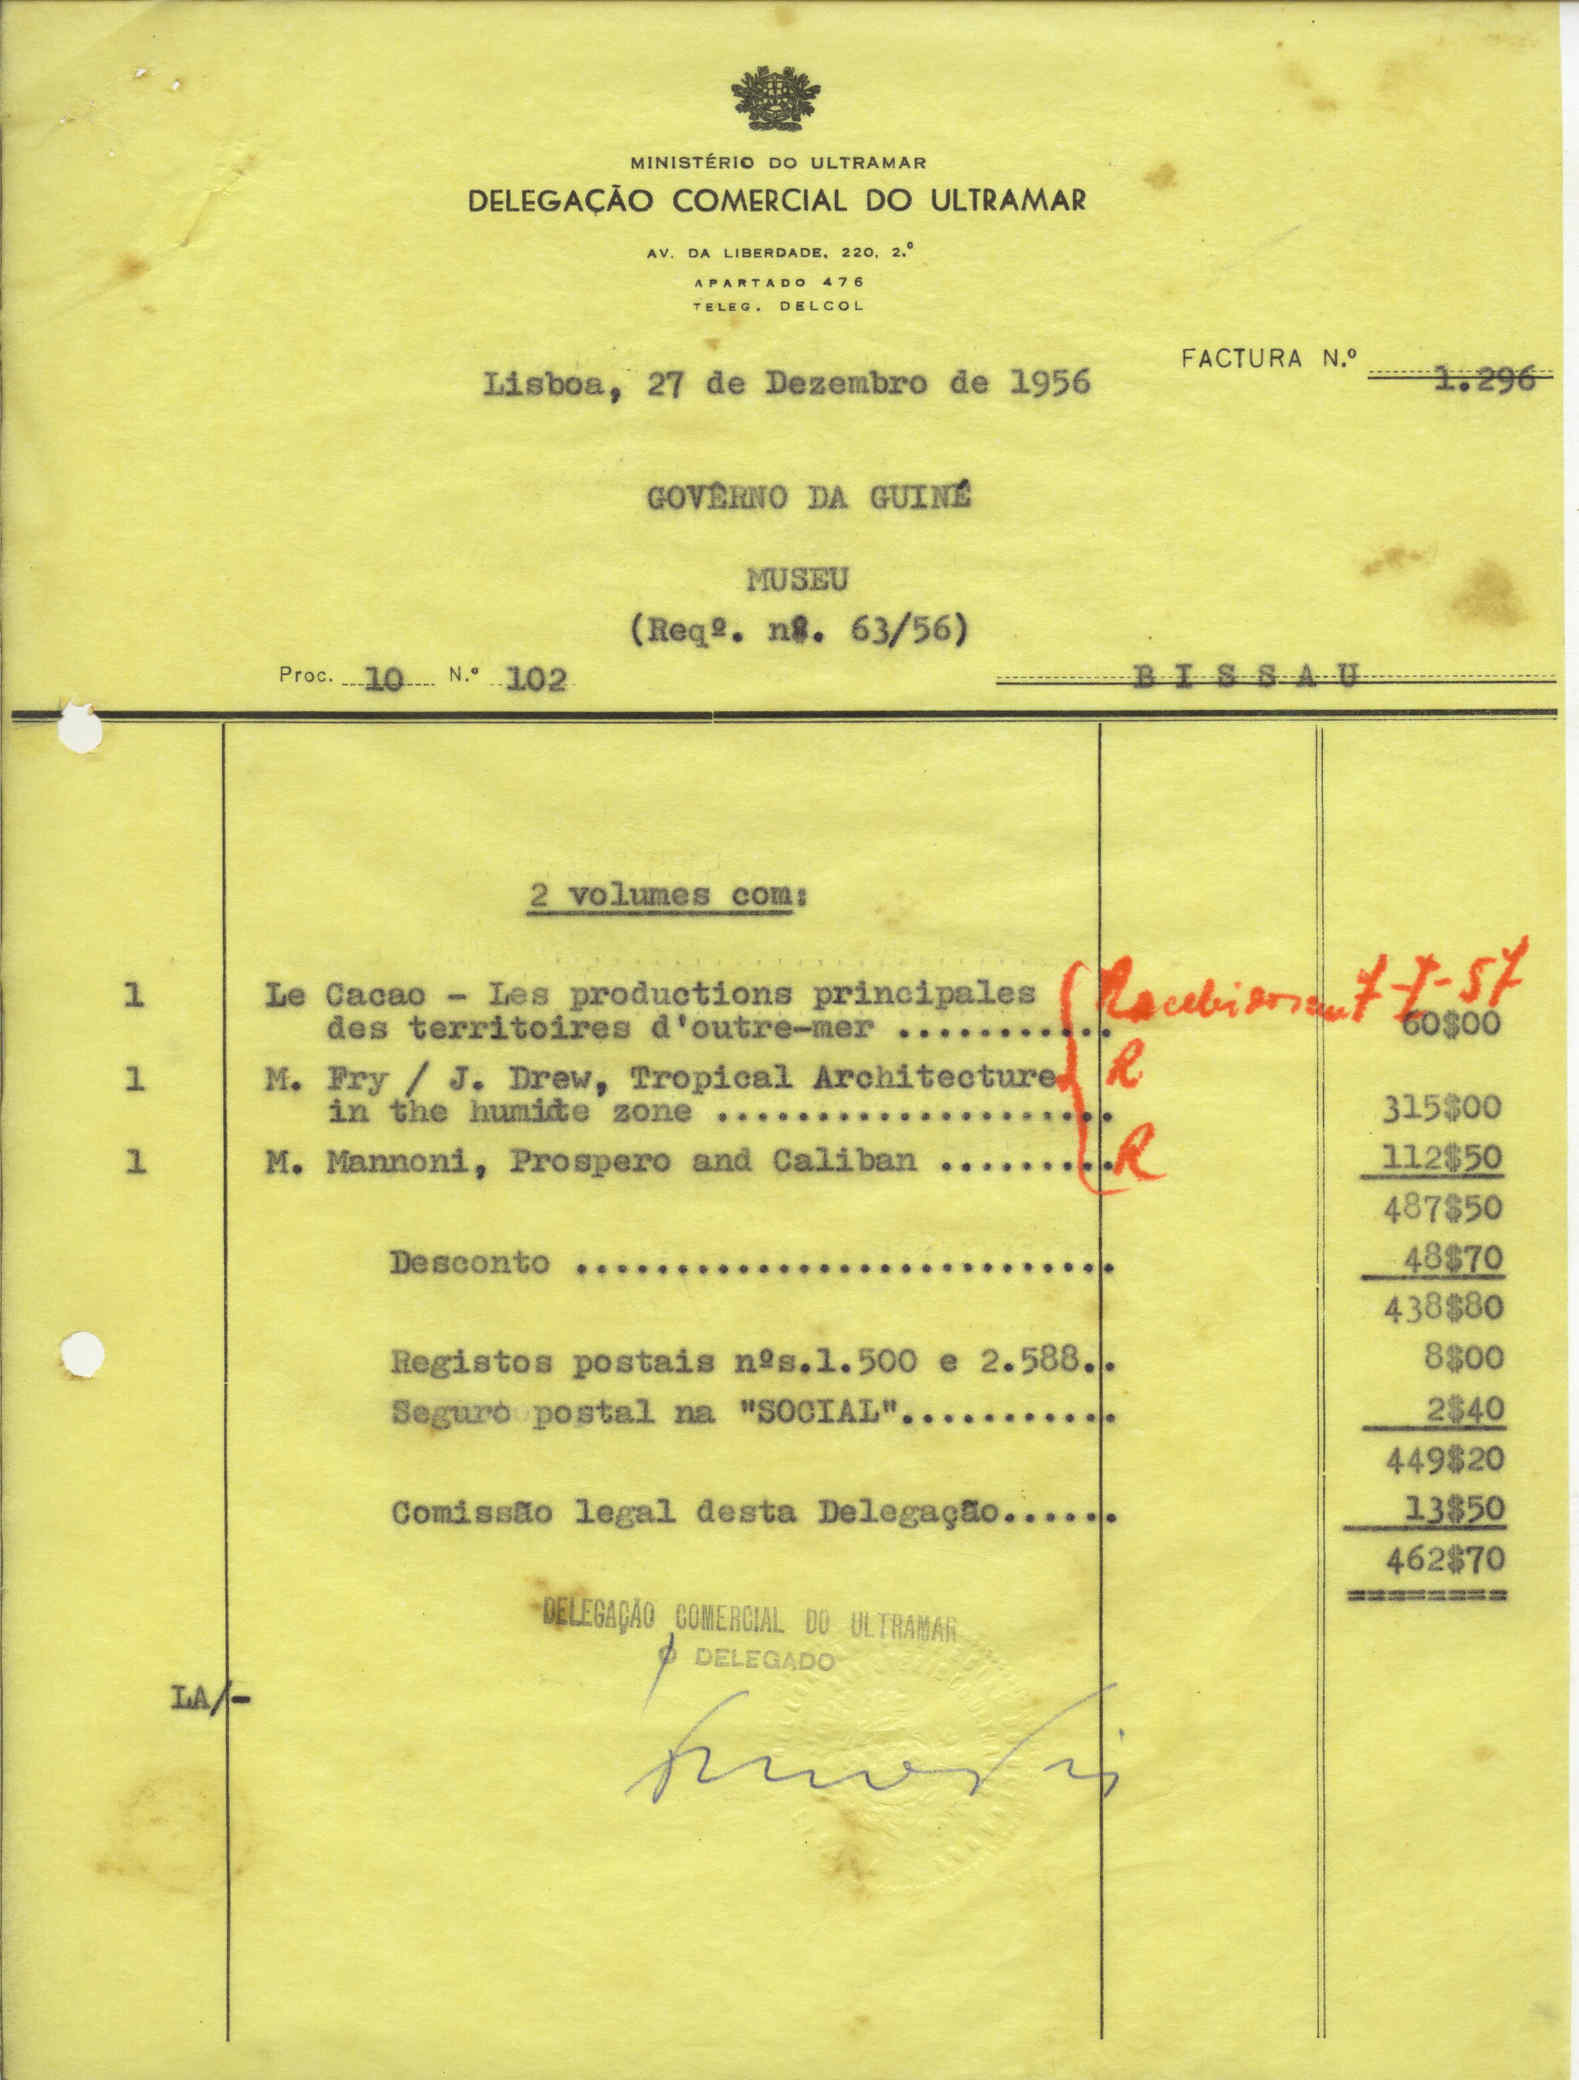 MINISTÉRIO DO ULTRAMAR
DELEGAÇÃO COMERCIAL DO ULTRAMAR
AV. DA LIBERDADE, 220, 2.º
APARTADO 476
TELEG. DELCOL
FACTURA N.º 1.296
Lisboa, 27 de Dezembro de 1956
GOVÊRNO DA GUINÉ
MUSEU
(Reqº. nº. 63/56)
Proc. 10 N.º 102 BISSAU
2 volumes com:
1 Le Cacao - Les productions principales 7-I-57
des territoires d'outre-mer ........... 60$00
1 M. Fry / J. Drew, Tropical Architecture R
in the humide zone .................... 315$00
1 M. Mannoni, Prospero and Caliban ......... R 112$50
487$50
Desconto ........................... 48$70
438$80
Registos postais nºs.1.500 e 2.588.. 8$00
Seguro postal na "SOCIAL"........... 2$40
449$20
Comissão legal desta Delegação...... 13$50
462$70
========
DELEGAÇÃO COMERCIAL DO ULTRAMAR
O DELEGADO
LA/-